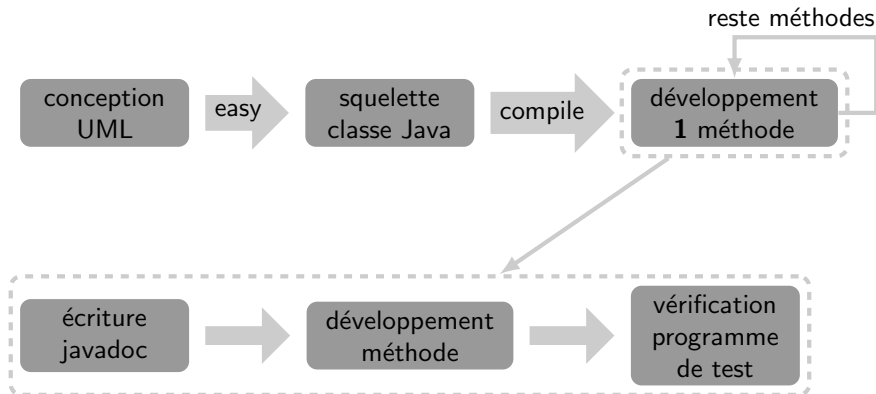 reste méthodes
conception
UML
easy
squelette
classe Java
compile
développement
1 méthode
écriture
javadoc
développement
méthode
vérification
programme
de test